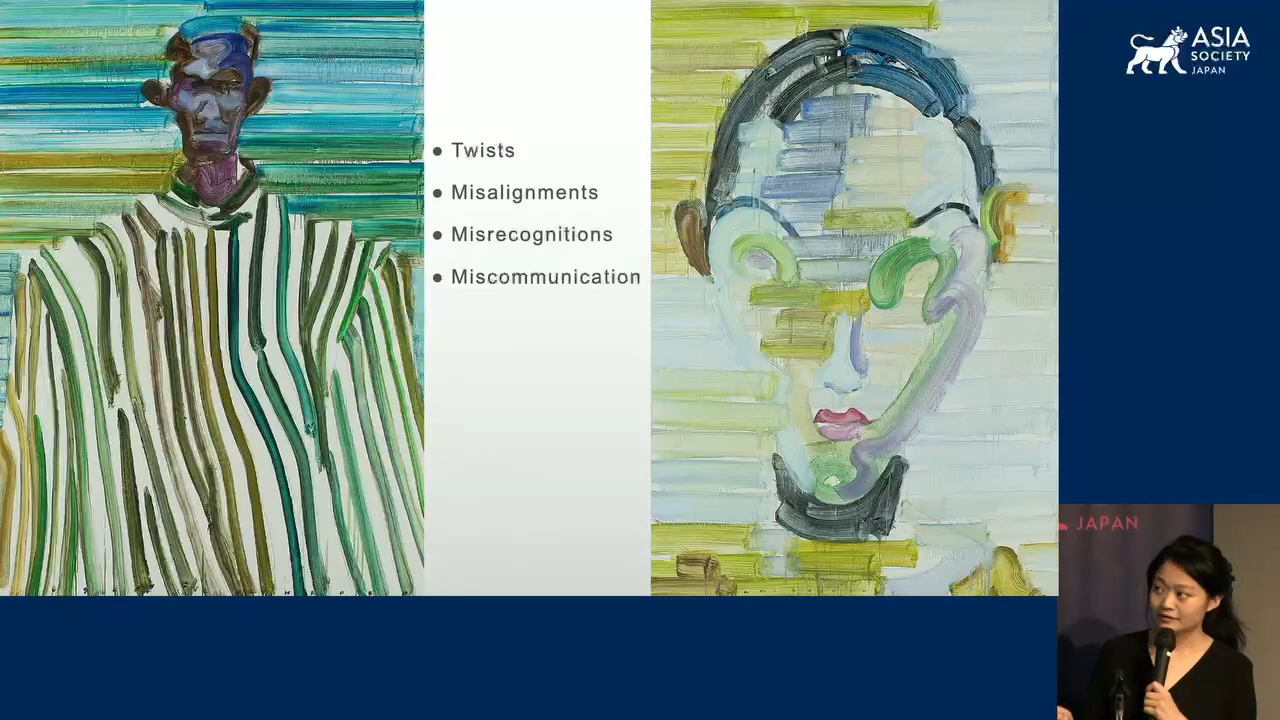 Twists
Misalignments
Misrecognitions
Miscommunication
ASIA
SOCIETY
JAPAN
JAPAN